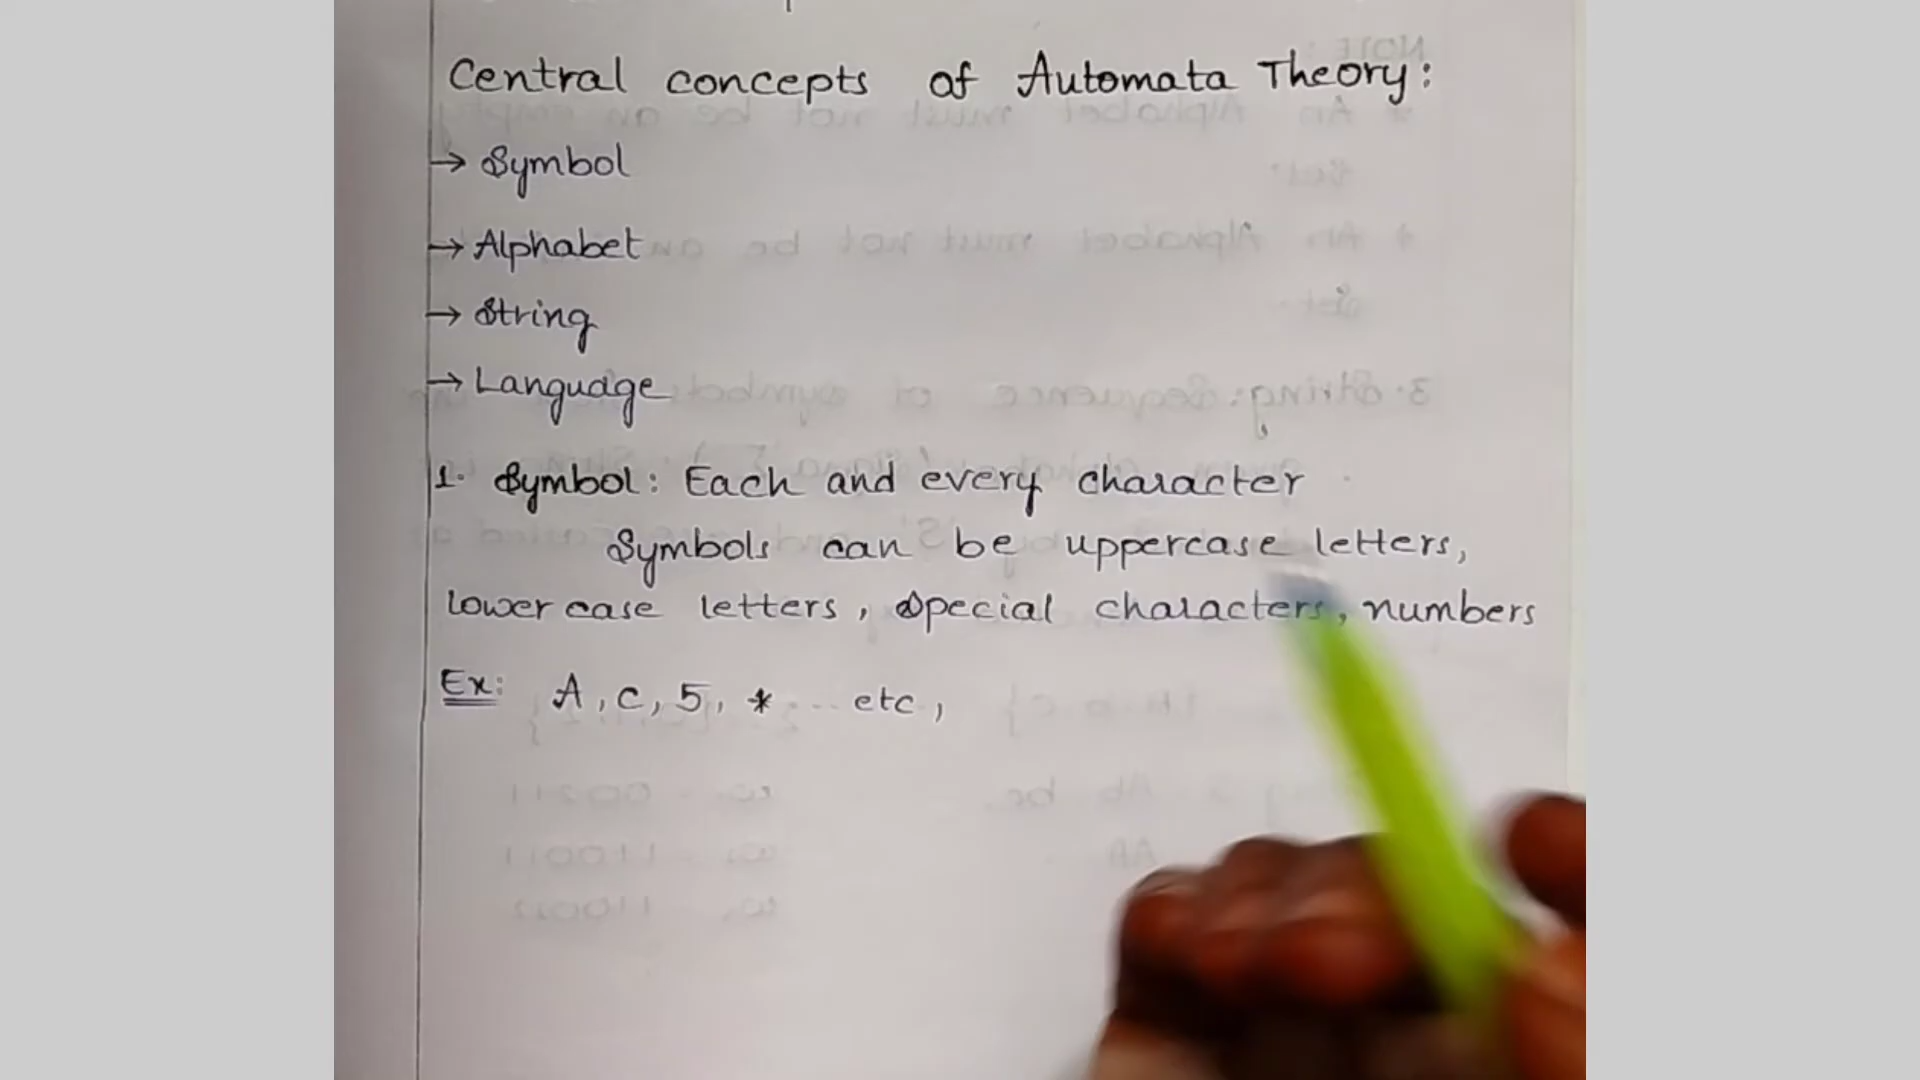 Central concepts of Automata Theory:
→ Symbol
→ Alphabet
→ String
→ Language
1. Symbol: Each and every character
Symbols can be uppercase letters,
lower case letters, special characters, numbers
Ex: A, c, 5, * ... etc,